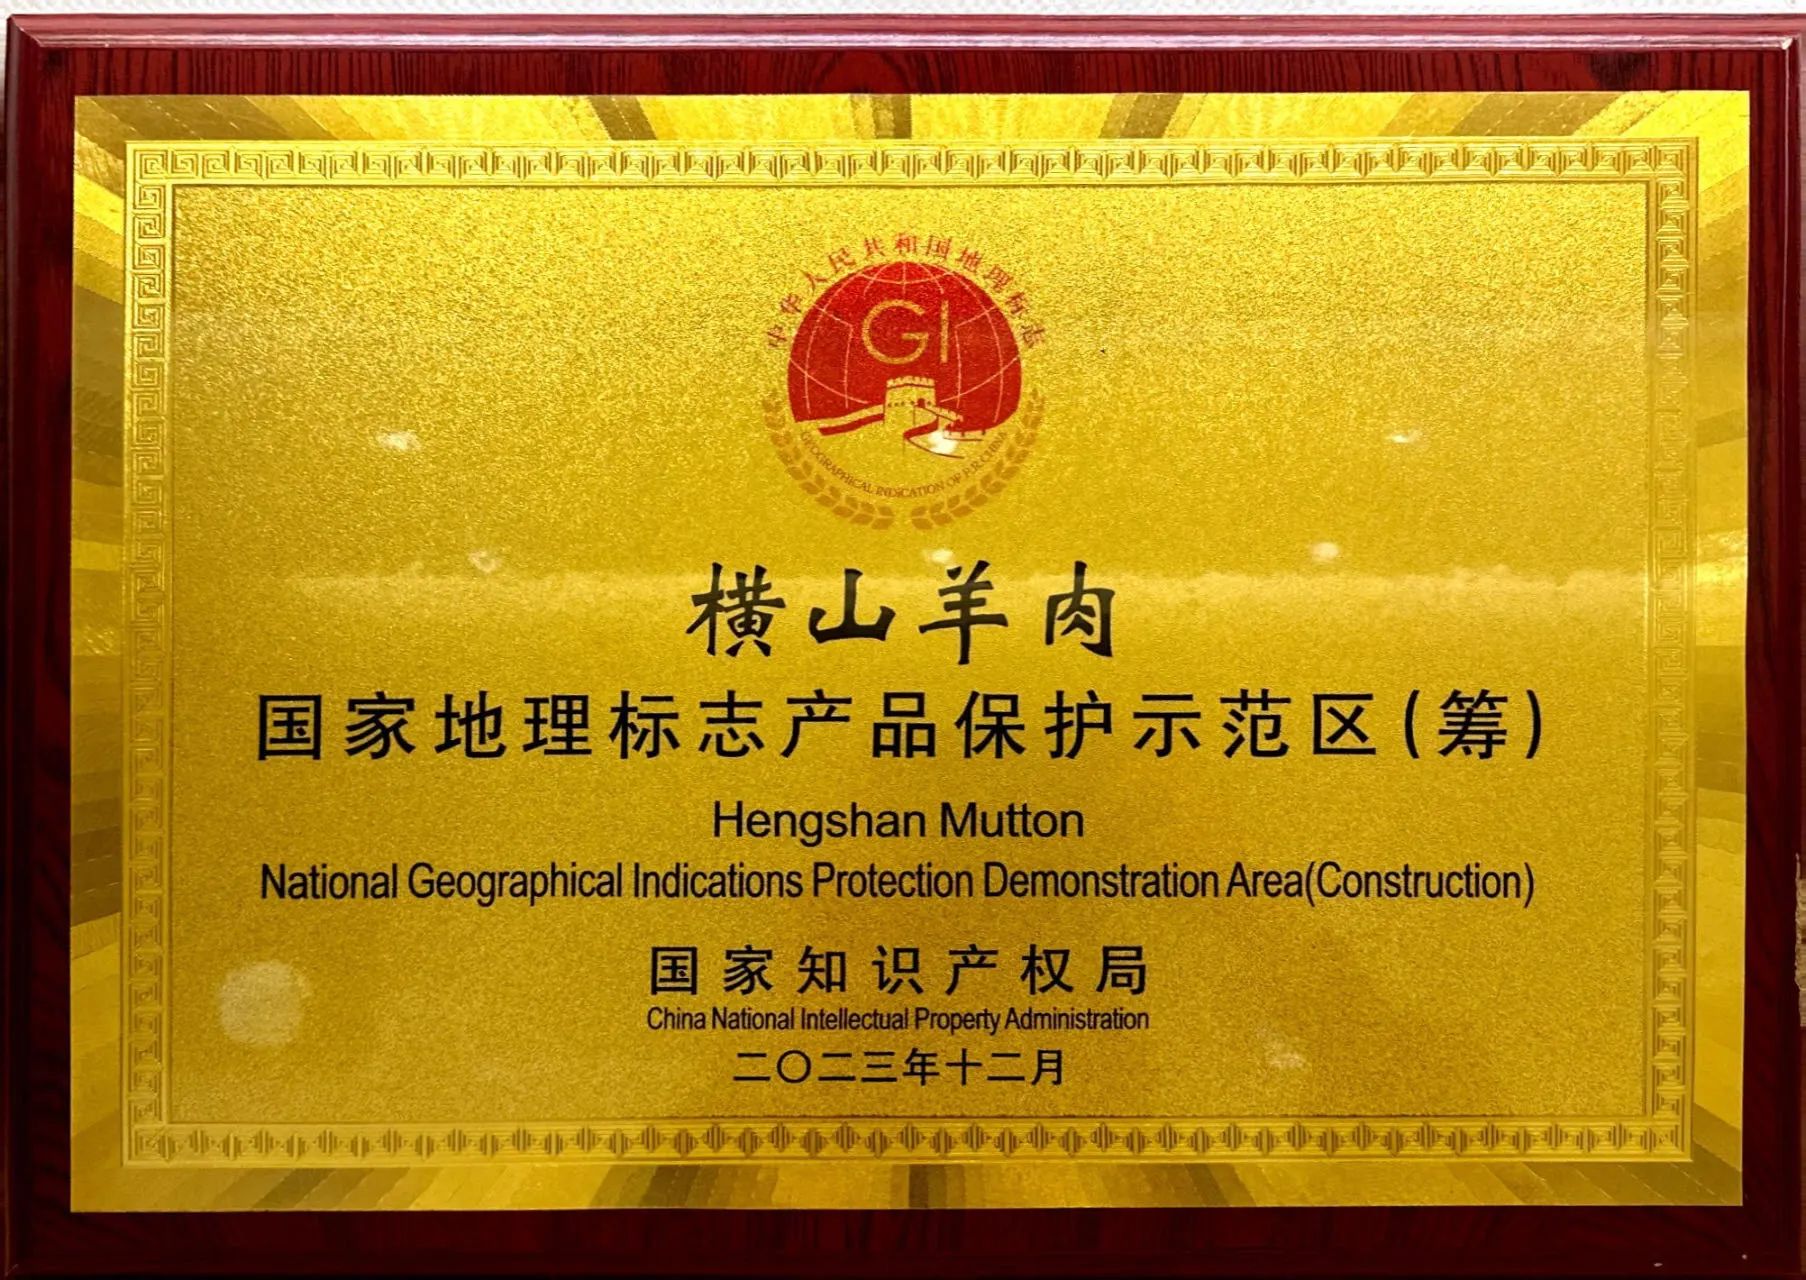 中华人民共和国地理标志
GI
GEOGRAPHICAL INDICATION OF P.R.CHINA
横山羊肉
国家地理标志产品保护示范区(筹)
Hengshan Mutton
National Geographical Indications Protection Demonstration Area(Construction)
国家知识产权局
China National Intellectual Property Administration
二〇二三年十二月